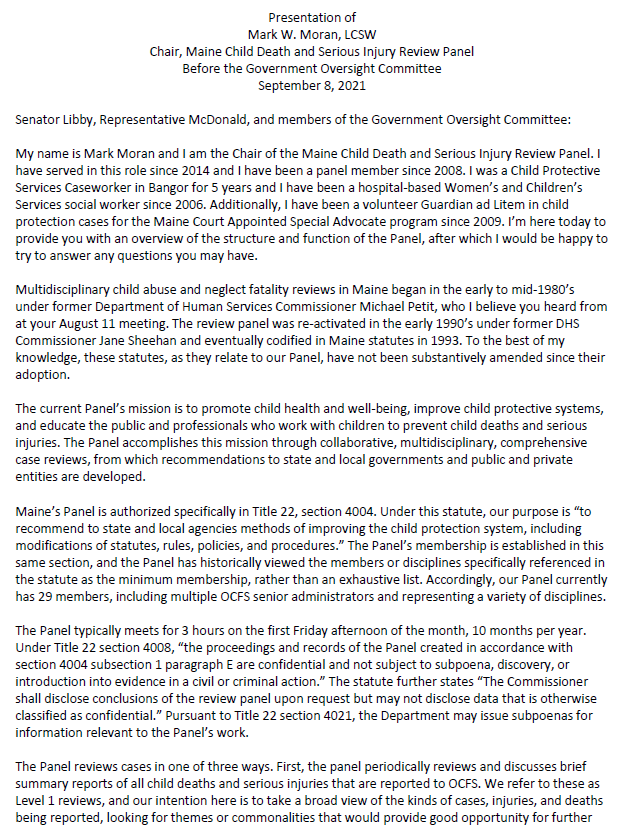 Presentation of
Mark W. Moran, LCSW
Chair, Maine Child Death and Serious Injury Review Panel
Before the Government Oversight Committee
September 8, 2021
Senator Libby, Representative McDonald, and members of the Government Oversight Committee:
My name is Mark Moran and I am the Chair of the Maine Child Death and Serious Injury Review Panel. I
have served in this role since 2014 and I have been a panel member since 2008. I was a Child Protective
Services Caseworker in Bangor for 5 years and I have been a hospital-based Women’s and Children’s
Services social worker since 2006. Additionally, I have been a volunteer Guardian ad Litem in child
protection cases for the Maine Court Appointed Special Advocate program since 2009. I’m here today to
provide you with an overview of the structure and function of the Panel, after which I would be happy to
try to answer any questions you may have.
Multidisciplinary child abuse and neglect fatality reviews in Maine began in the early to mid-1980’s
under former Department of Human Services Commissioner Michael Petit, who I believe you heard from
at your August 11 meeting. The review panel was re-activated in the early 1990’s under former DHS
Commissioner Jane Sheehan and eventually codified in Maine statutes in 1993. To the best of my
knowledge, these statutes, as they relate to our Panel, have not been substantively amended since their
adoption.
The current Panel’s mission is to promote child health and well-being, improve child protective systems,
and educate the public and professionals who work with children to prevent child deaths and serious
injuries. The Panel accomplishes this mission through collaborative, multidisciplinary, comprehensive
case reviews, from which recommendations to state and local governments and public and private
entities are developed.
Maine’s Panel is authorized specifically in Title 22, section 4004. Under this statute, our purpose is “to
recommend to state and local agencies methods of improving the child protection system, including
modifications of statutes, rules, policies, and procedures.” The Panel’s membership is established in this
same section, and the Panel has historically viewed the members or disciplines specifically referenced in
the statute as the minimum membership, rather than an exhaustive list. Accordingly, our Panel currently
has 29 members, including multiple OCFS senior administrators and representing a variety of disciplines.
The Panel typically meets for 3 hours on the first Friday afternoon of the month, 10 months per year.
Under Title 22 section 4008, “the proceedings and records of the Panel created in accordance with
section 4004 subsection 1 paragraph E are confidential and not subject to subpoena, discovery, or
introduction into evidence in a civil or criminal action.” The statute further states “The Commissioner
shall disclose conclusions of the review panel upon request but may not disclose data that is otherwise
classified as confidential.” Pursuant to Title 22 section 4021, the Department may issue subpoenas for
information relevant to the Panel’s work.
The Panel reviews cases in one of three ways. First, the panel periodically reviews and discusses brief
summary reports of all child deaths and serious injuries that are reported to OCFS. We refer to these as
Level 1 reviews, and our intention here is to take a broad view of the kinds of cases, injuries, and deaths
being reported, looking for themes or commonalities that would provide good opportunity for further